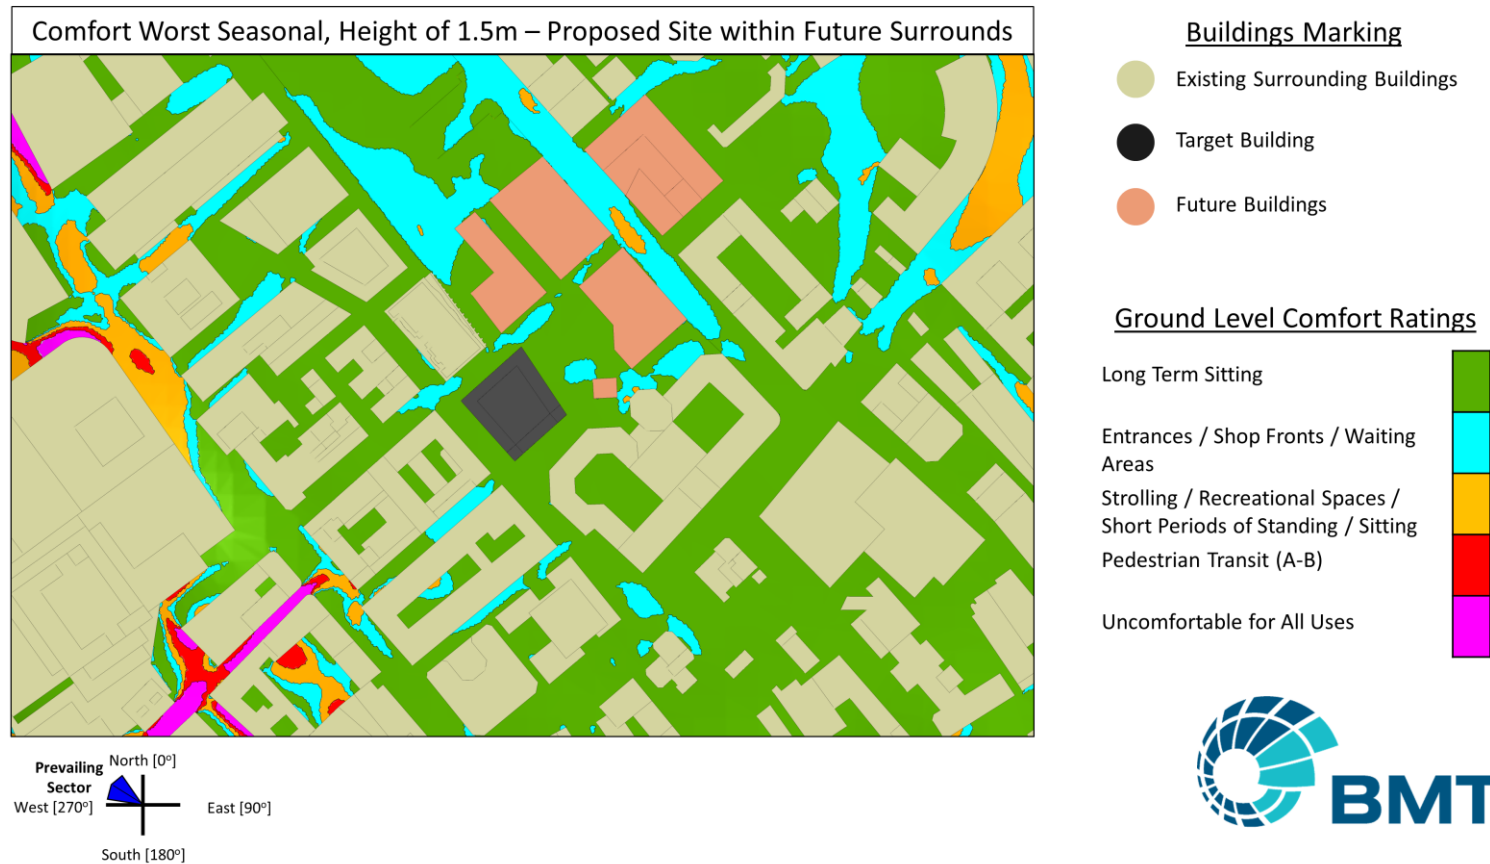 Comfort Worst Seasonal, Height of 1.5m – Proposed Site within Future Surrounds
Buildings Marking
Existing Surrounding Buildings
Target Building
Future Buildings
Ground Level Comfort Ratings
Long Term Sitting
Entrances / Shop Fronts / Waiting
Areas
Strolling / Recreational Spaces /
Short Periods of Standing / Sitting
Pedestrian Transit (A-B)
Uncomfortable for All Uses
North [0°]
Prevailing
Sector
West [270°]
East [90°]
South [180°]
BMT